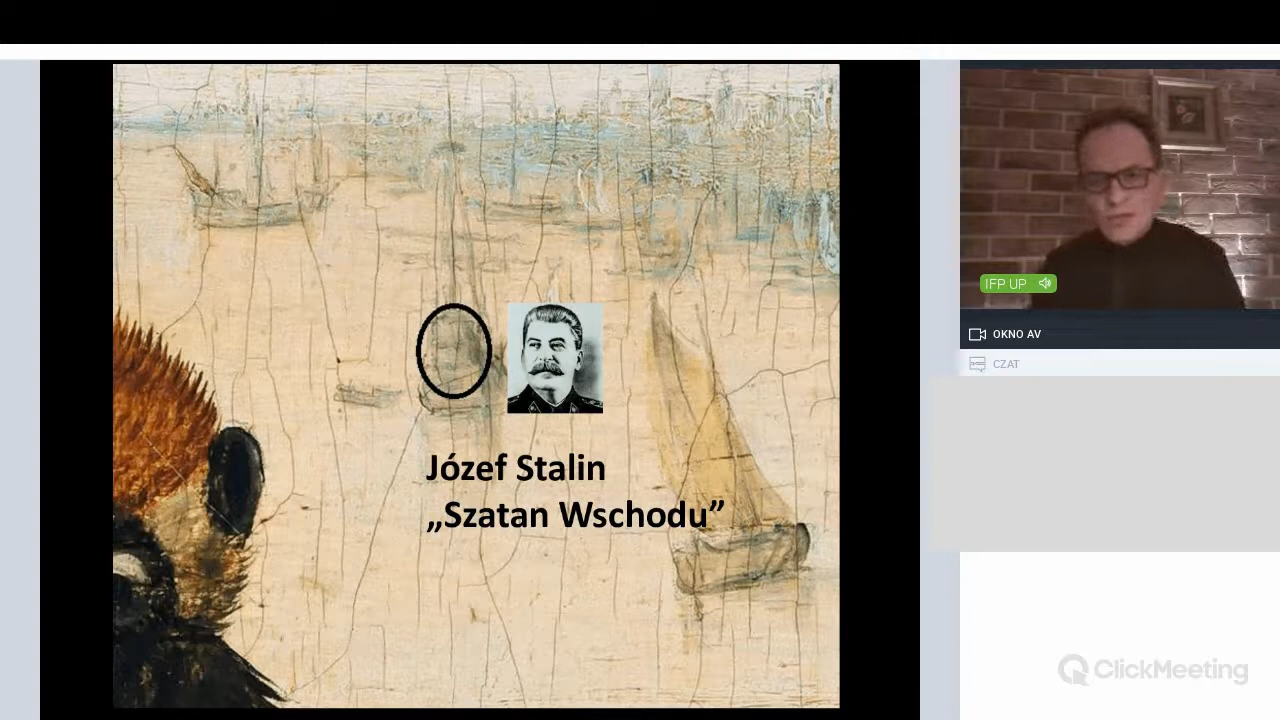 Józef Stalin
„Szatan Wschodu”
IFP UP
OKNO AV
CZAT
ClickMeeting